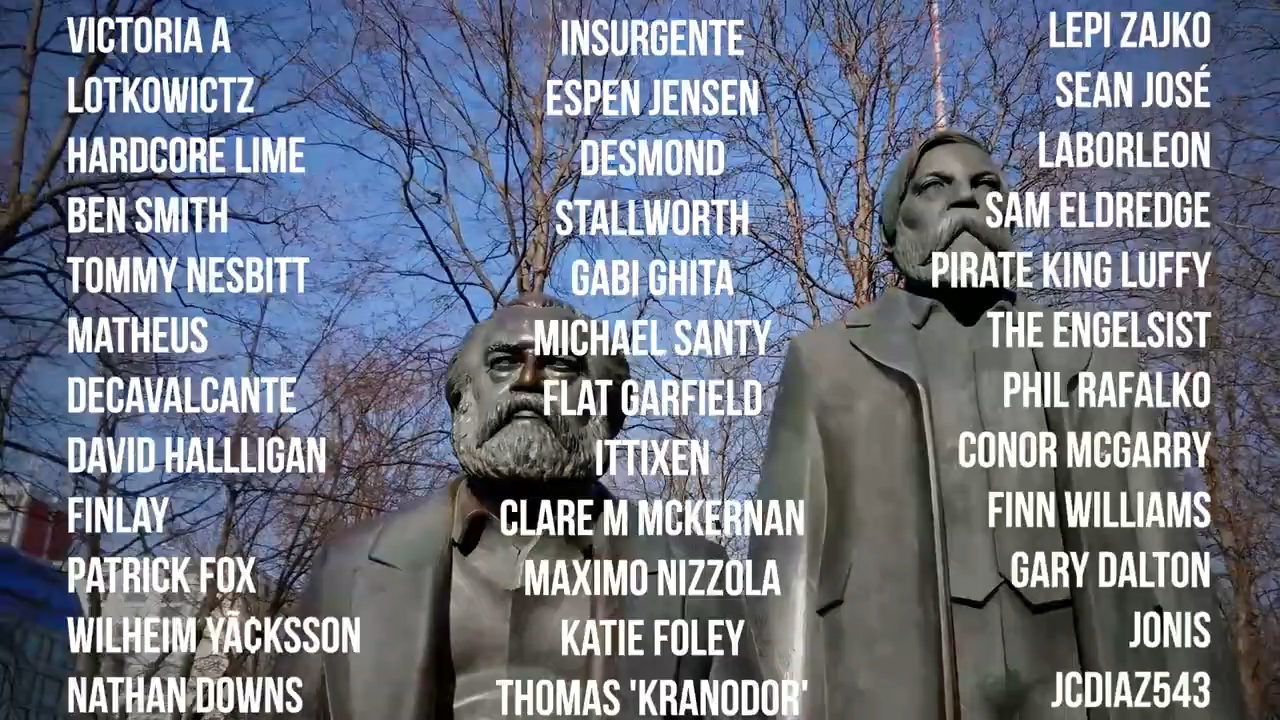 VICTORIA A
LOTKOWICTZ
HARDCORE LIME
BEN SMITH
TOMMY NESBITT
MATHEUS
DECAVALCANTE
DAVID HALLLIGAN
FINLAY
PATRICK FOX
WILHEIM YÄȻKSSON
NATHAN DOWNS
INSURGENTE
ESPEN JENSEN
DESMOND
STALLWORTH
GABI GHITA
MICHAEL SANTY
FLAT GARFIELD
ITTIXEN
CLARE M MCKERNAN
MAXIMO NIZZOLA
KATIE FOLEY
THOMAS 'KRANODOR'
LEPI ZAJKO
SEAN JOSÉ
LABORLEON
SAM ELDREDGE
PIRATE KING LUFFY
THE ENGELSIST
PHIL RAFALKO
CONOR MCGARRY
FINN WILLIAMS
GARY DALTON
JONIS
JCDIAZ543